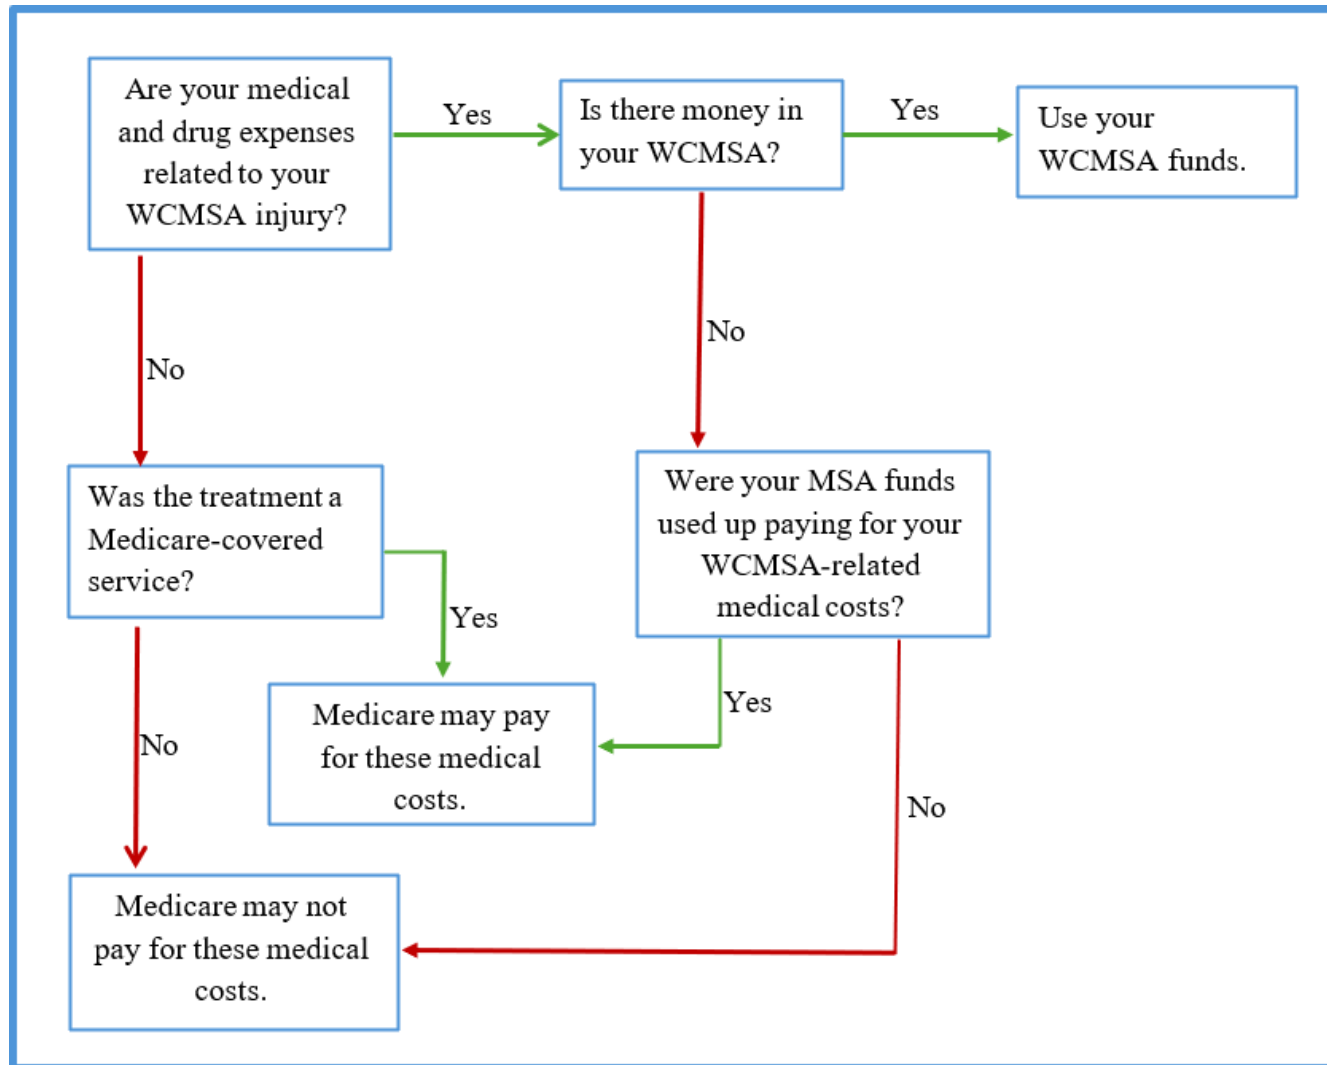 Are your medical
and drug expenses
related to your
WCMSA injury?
Yes
Is there money in
your WCMSA?
Yes
Use your
WCMSA funds.
No
No
Was the treatment a
Medicare-covered
service?
Were your MSA funds
used up paying for your
WCMSA-related
medical costs?
Yes
Yes
Medicare may pay
for these medical
costs.
No
No
Medicare may not
pay for these medical
costs.